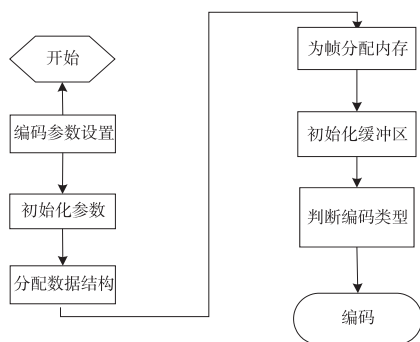 开始
编码参数设置
初始化参数
分配数据结构
为帧分配内存
初始化缓冲区
判断编码类型
编码